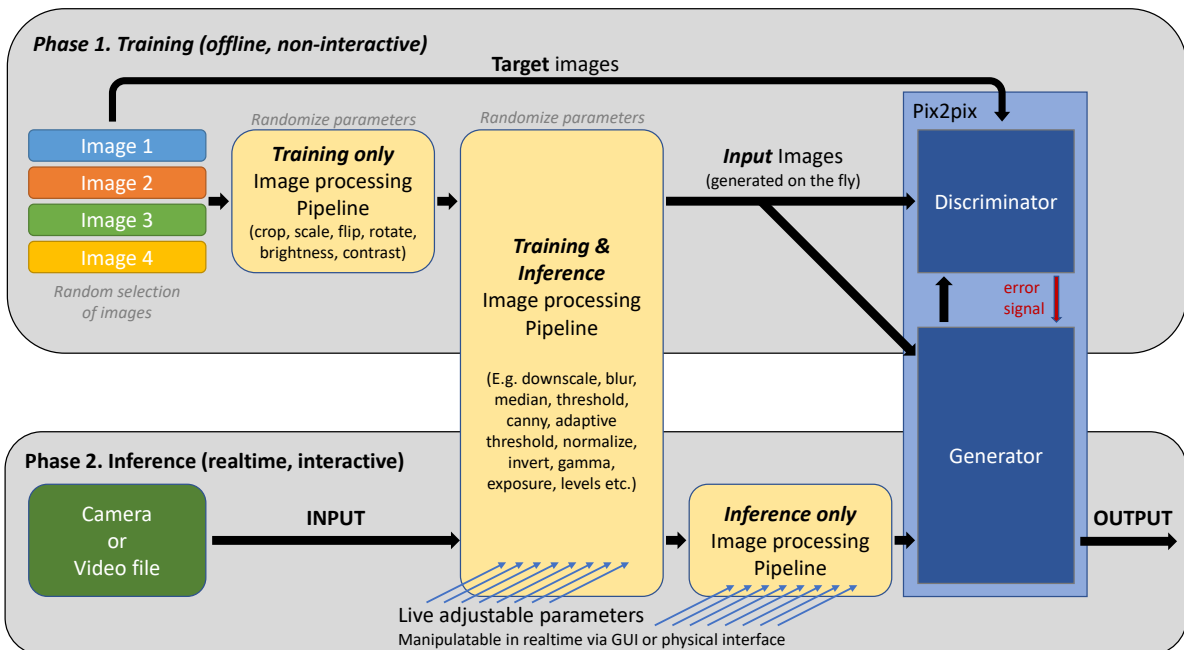 Phase 1. Training (offline, non-interactive)
Target images
Image 1
Image 2
Image 3
Image 4
Random selection
of images
Randomize parameters
Training only
Image processing
Pipeline
(crop, scale, flip, rotate,
brightness, contrast)
Randomize parameters
Training &
Inference
Image processing
Pipeline
(E.g. downscale, blur,
median, threshold,
canny, adaptive
threshold, normalize,
invert, gamma,
exposure, levels etc.)
Input Images
(generated on the fly)
Pix2pix
Discriminator
error
signal
Generator
Phase 2. Inference (realtime, interactive)
Camera
or
Video file
INPUT
Inference only
Image processing
Pipeline
OUTPUT
Live adjustable parameters
Manipulatable in realtime via GUI or physical interface